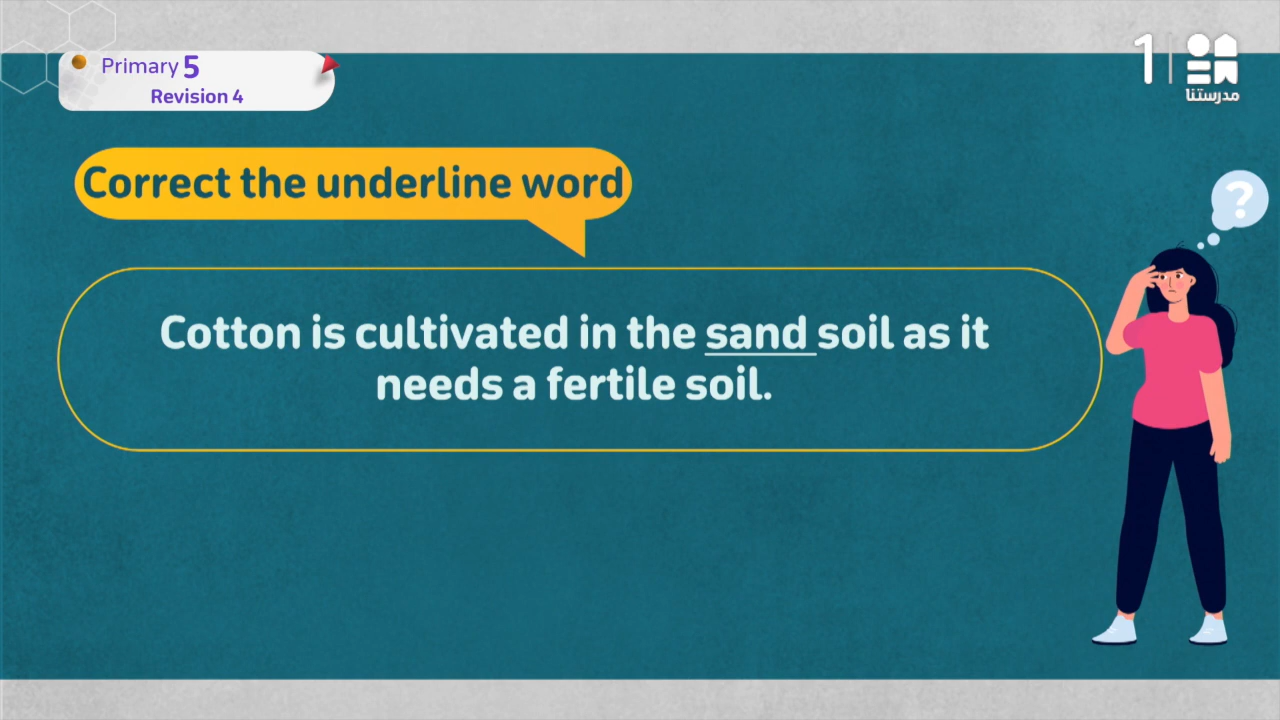 Primary 5
Revision 4
1
مدرستنا
Correct the underline word
?
Cotton is cultivated in the sand soil as it
needs a fertile soil.